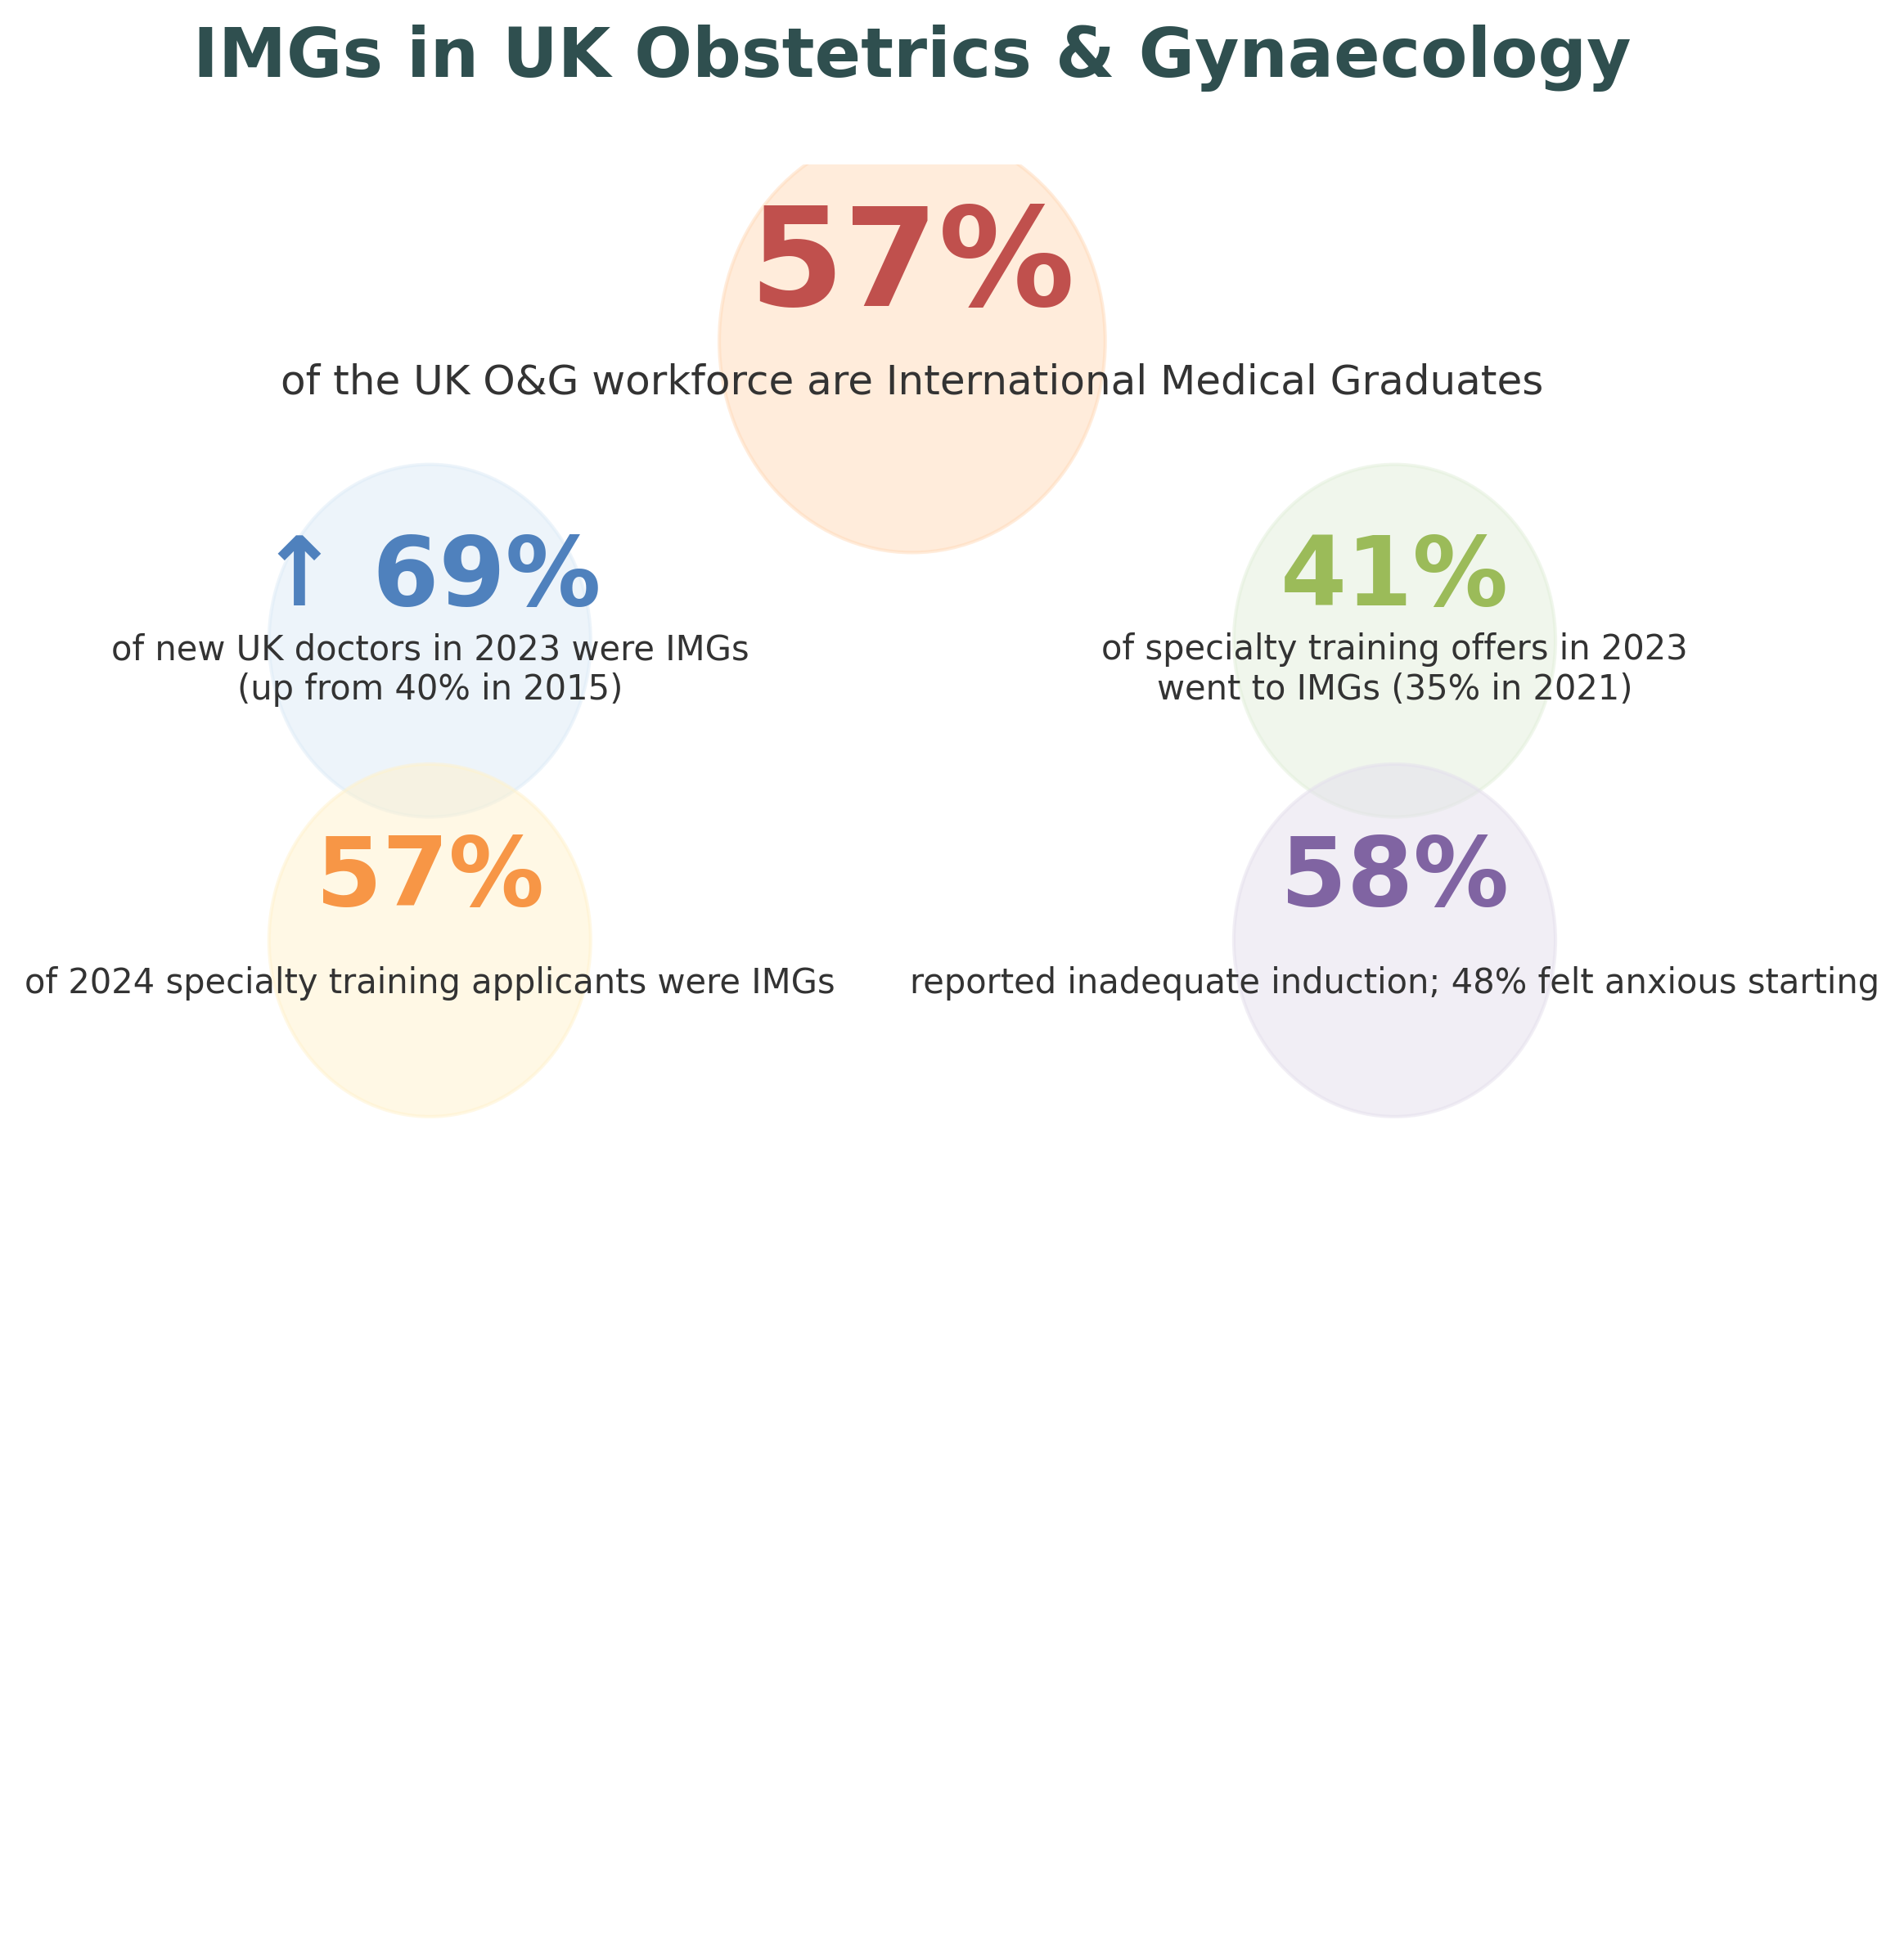 IMGs in UK Obstetrics & Gynaecology
57%
of the UK O&G workforce are International Medical Graduates
↑ 69%
of new UK doctors in 2023 were IMGs
(up from 40% in 2015)
41%
of specialty training offers in 2023
went to IMGs (35% in 2021)
57%
of 2024 specialty training applicants were IMGs
58%
reported inadequate induction; 48% felt anxious starting